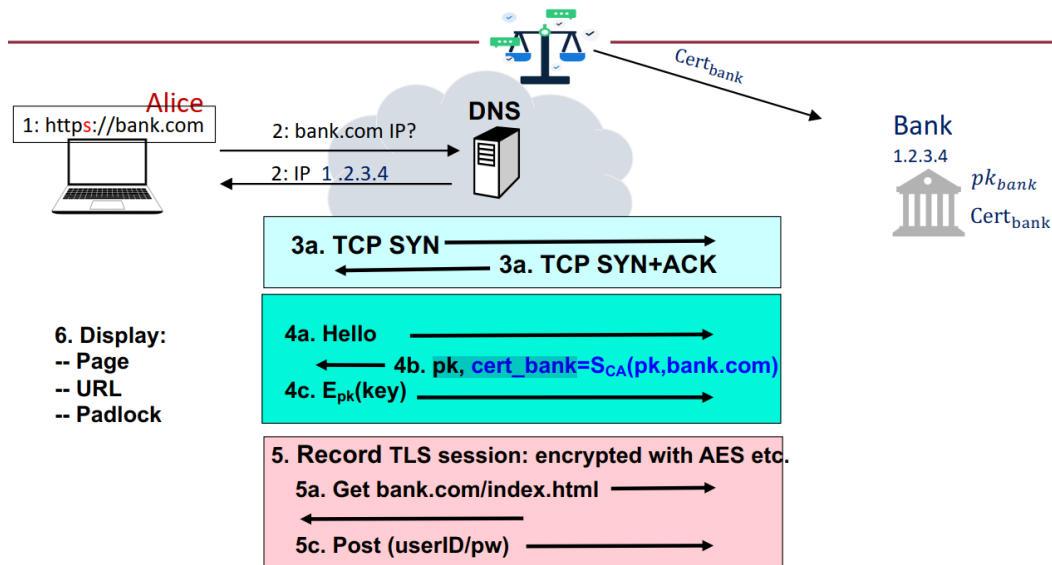 Cert_bank
Alice
1: https://bank.com
DNS
2: bank.com IP?
2: IP 1 .2.3.4
Bank
1.2.3.4
pk_bank
Cert_bank
3a. TCP SYN
3a. TCP SYN+ACK
6. Display:
-- Page
-- URL
-- Padlock
4a. Hello
4b. pk, cert_bank=S_CA(pk,bank.com)
4c. E_pk(key)
5. Record TLS session: encrypted with AES etc.
5a. Get bank.com/index.html
5c. Post (userID/pw)